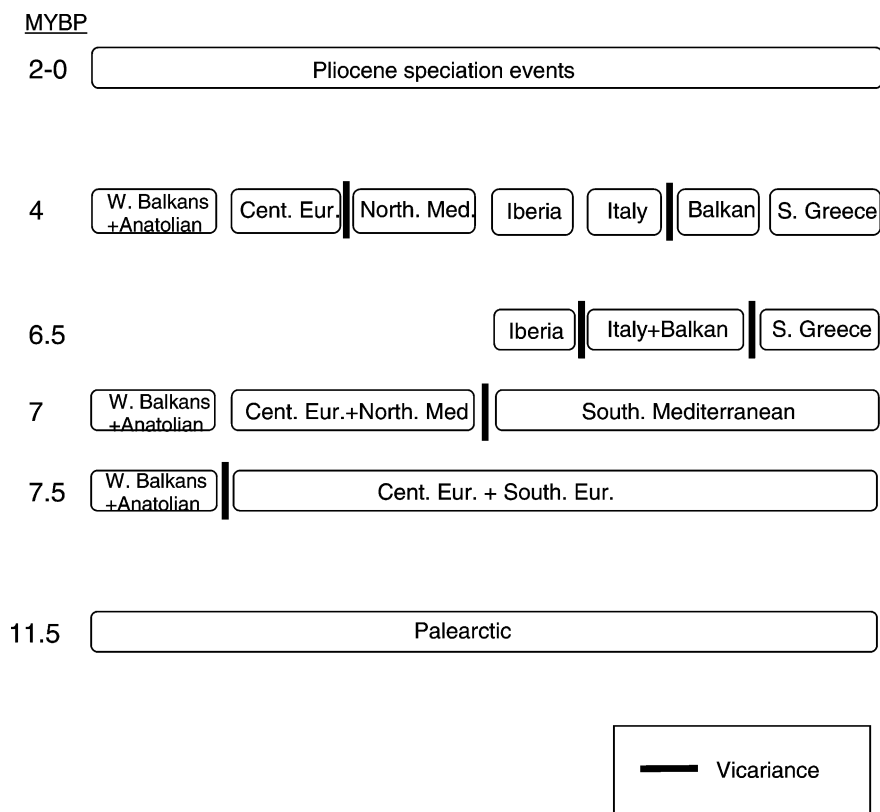 MYBP
2-0
Pliocene speciation events
4
W. Balkans
+Anatolian
Cent. Eur.
North. Med.
Iberia
Italy
Balkan
S. Greece
6.5
Iberia
Italy+Balkan
S. Greece
7
W. Balkans
+Anatolian
Cent. Eur.+North. Med
South. Mediterranean
7.5
W. Balkans
+Anatolian
Cent. Eur. + South. Eur.
11.5
Palearctic
Vicariance